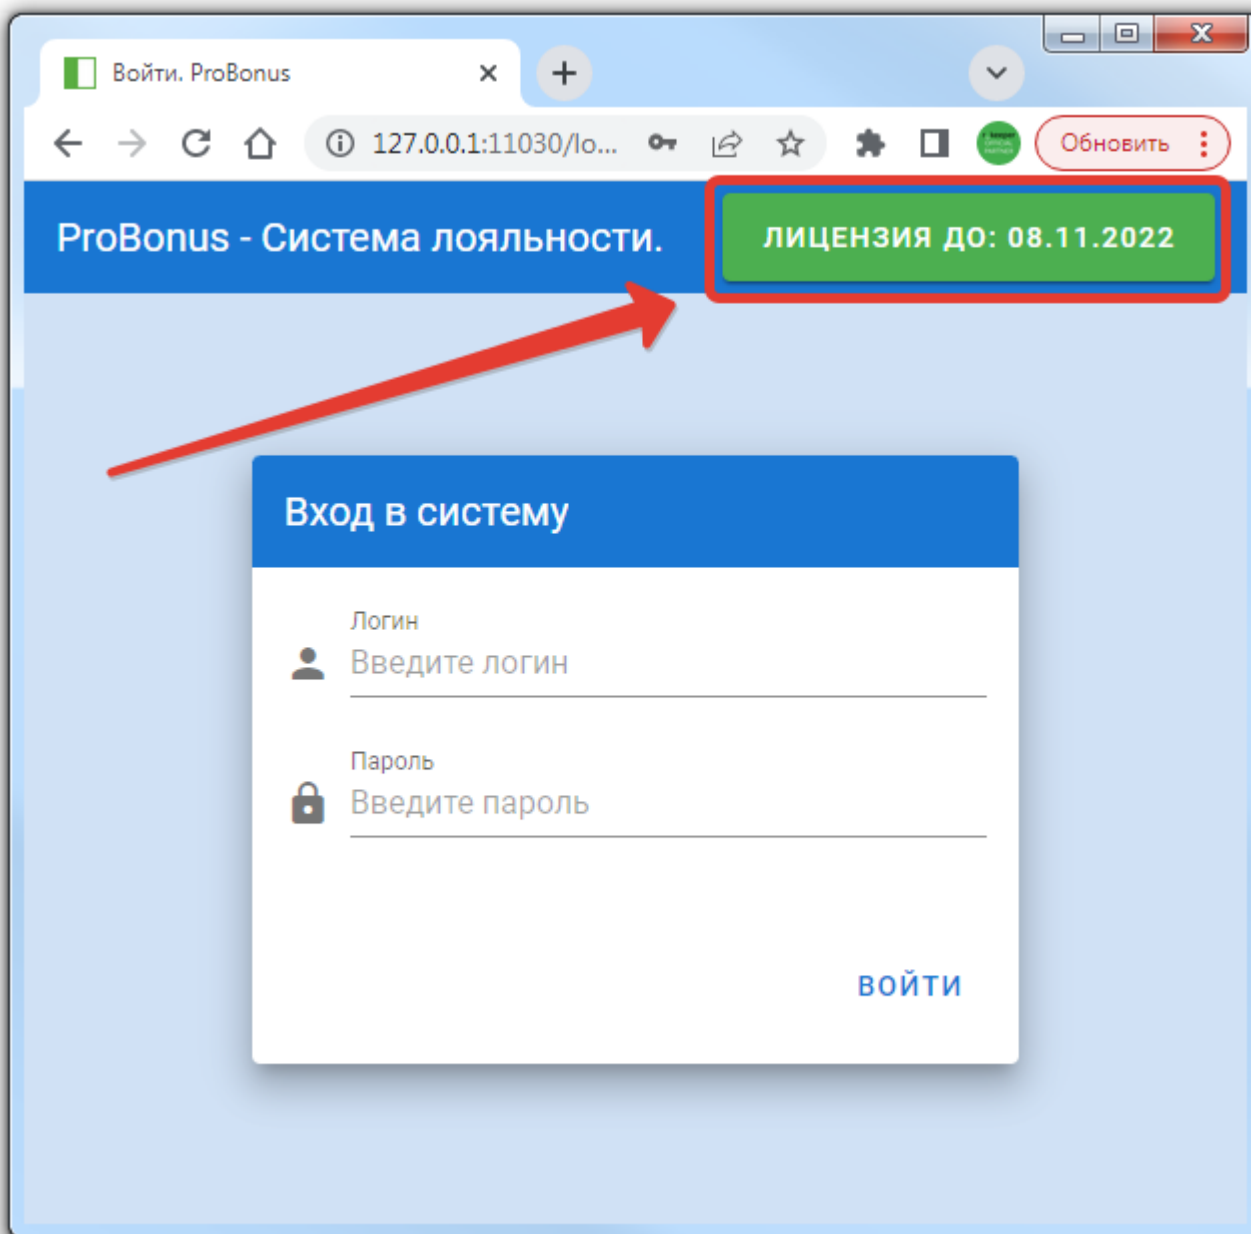 Войти. ProBonus
127.0.0.1:11030/lo...
Обновить
ProBonus - Система лояльности.
ЛИЦЕНЗИЯ ДО: 08.11.2022
Вход в систему
Логин
Введите логин
Пароль
Введите пароль
ВОЙТИ